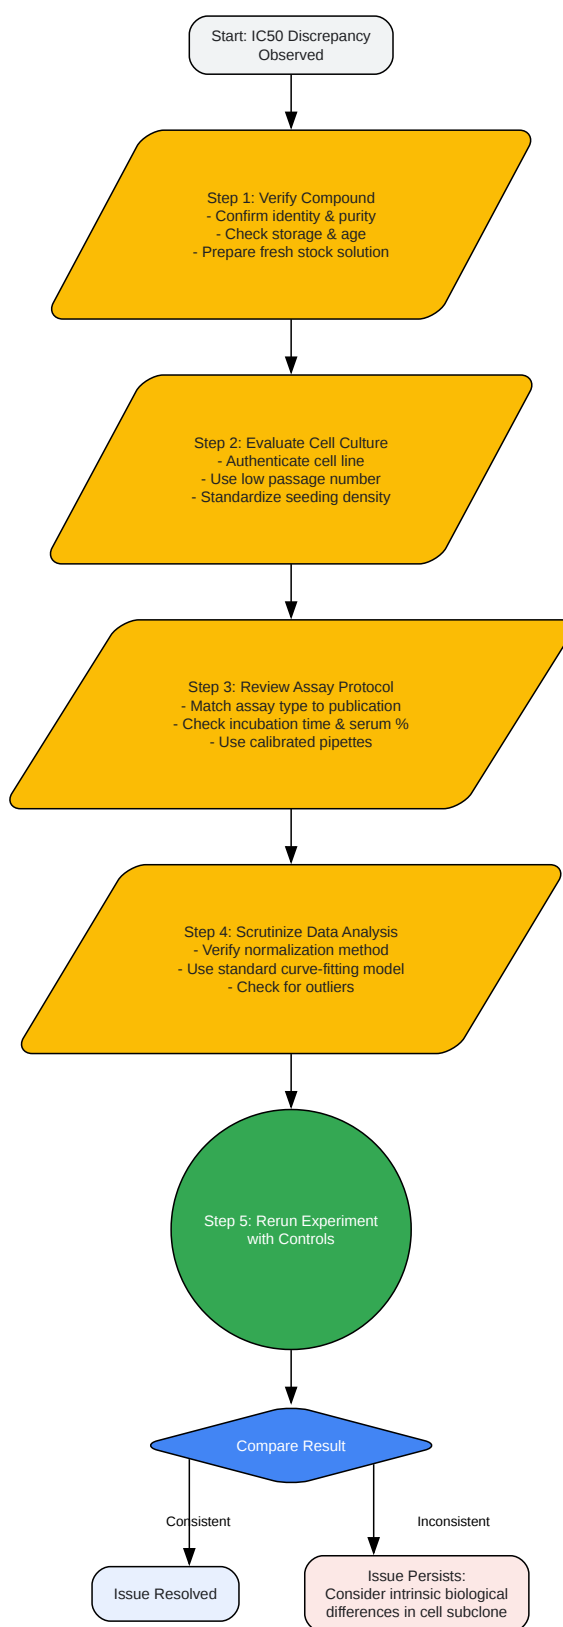 Start: IC50 Discrepancy
Observed
Step 1: Verify Compound
- Confirm identity & purity
- Check storage & age
- Prepare fresh stock solution
Step 2: Evaluate Cell Culture
- Authenticate cell line
- Use low passage number
- Standardize seeding density
Step 3: Review Assay Protocol
- Match assay type to publication
- Check incubation time & serum %
- Use calibrated pipettes
Step 4: Scrutinize Data Analysis
- Verify normalization method
- Use standard curve-fitting model
- Check for outliers
Step 5: Rerun Experiment
with Controls
Compare Result
Consistent
Inconsistent
Issue Resolved
Issue Persists:
Consider intrinsic biological
differences in cell subclone